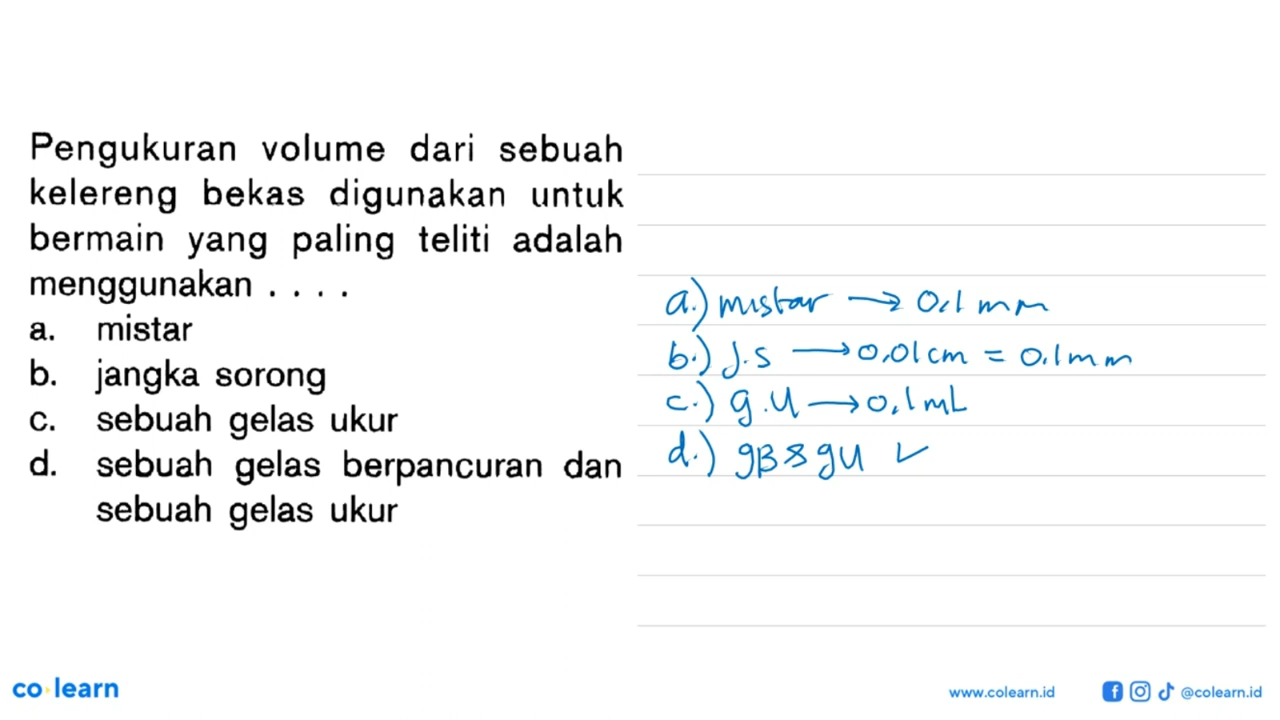 Pengukuran volume dari sebuah
kelereng bekas digunakan untuk
bermain yang paling teliti adalah
menggunakan . . . .
a. mistar
b. jangka sorong
c. sebuah gelas ukur
d. sebuah gelas berpancuran dan
sebuah gelas ukur
a.) mistar → 0,1 mm
b.) J.S → 0,01 cm = 0,1 mm
c.) g.U → 0,1 mL
d.) gB & gU ✓
co·learn
www.colearn.id
@colearn.id